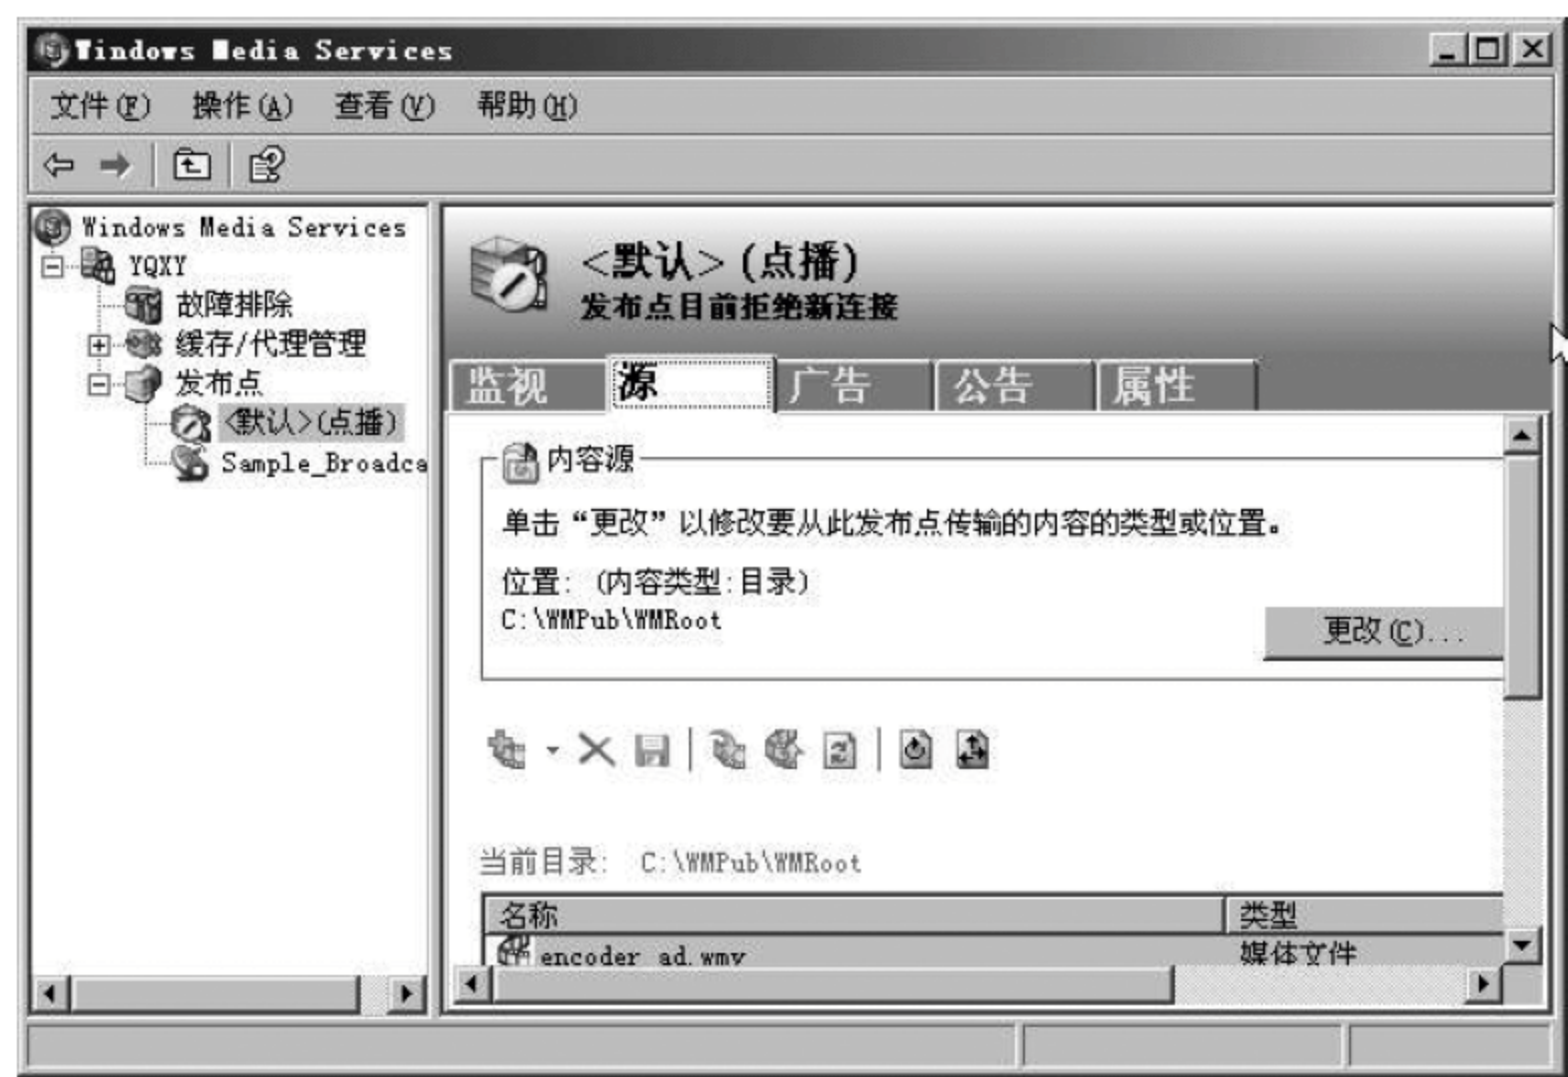 Windows Media Services
文件(F) 操作(A) 查看(V) 帮助(H)
Windows Media Services
YQXY
故障排除
缓存/代理管理
发布点
<默认>(点播)
Sample_Broadca
<默认>(点播)
发布点目前拒绝新连接
监视 源 广告 公告 属性
内容源
单击“更改”以修改要从此发布点传输的内容的类型或位置。
位置: (内容类型:目录)
C:\WMPub\WMRoot
更改(C)...
当前目录: C:\WMPub\WMRoot
名称 类型
encoder_ad.wmv 媒体文件